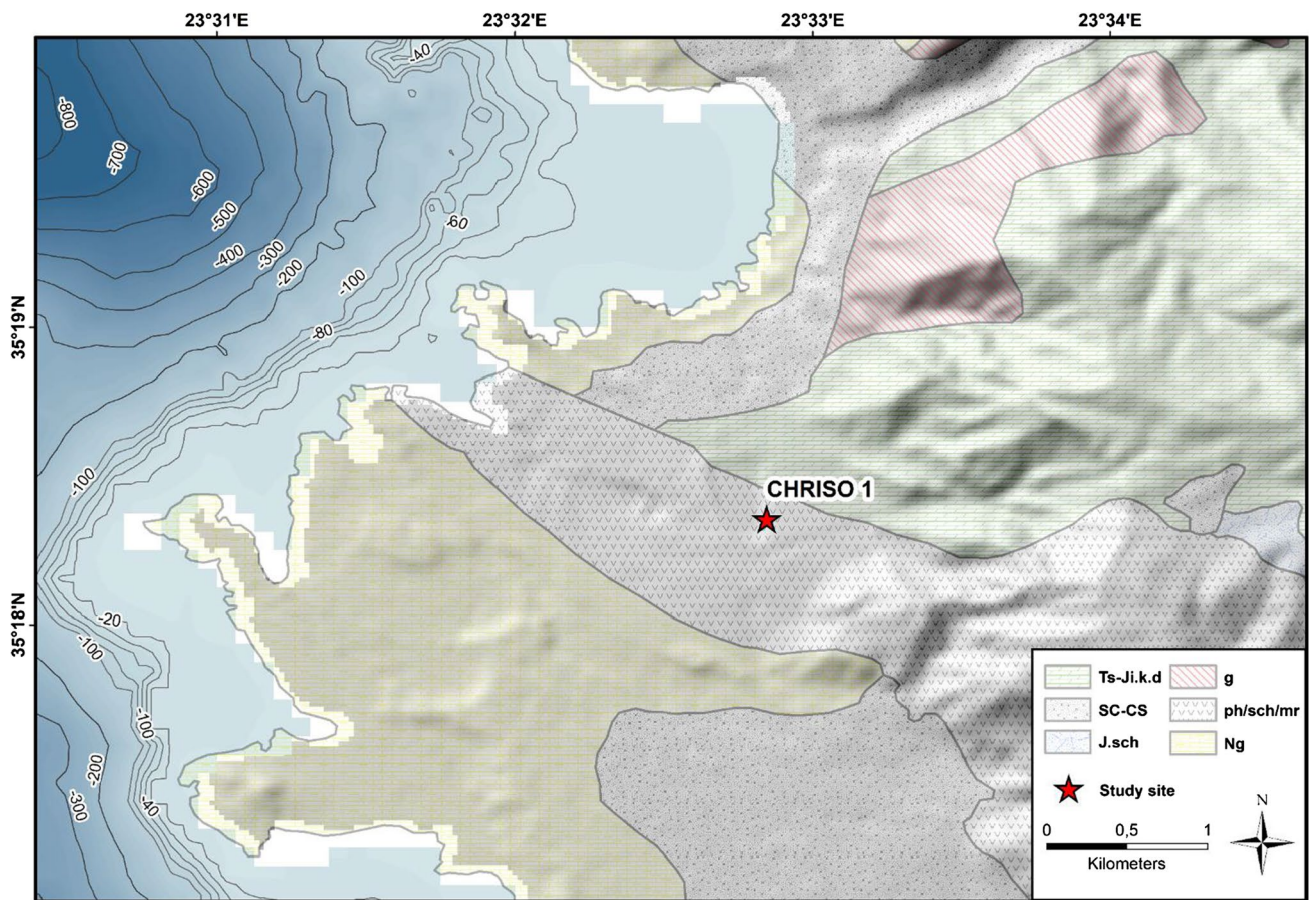 23°31'E 23°32'E 23°33'E 23°34'E
-40
-800
-700
-600
-60
-500
-400 -300
-200
-100
35°19'N
-80
-100
CHRISO 1
35°18'N
-20
-100
-100
-200
-300
-40
Ts-Ji.k.d g
SC-CS ph/sch/mr
J.sch Ng
Study site
N
0 0,5 1
Kilometers